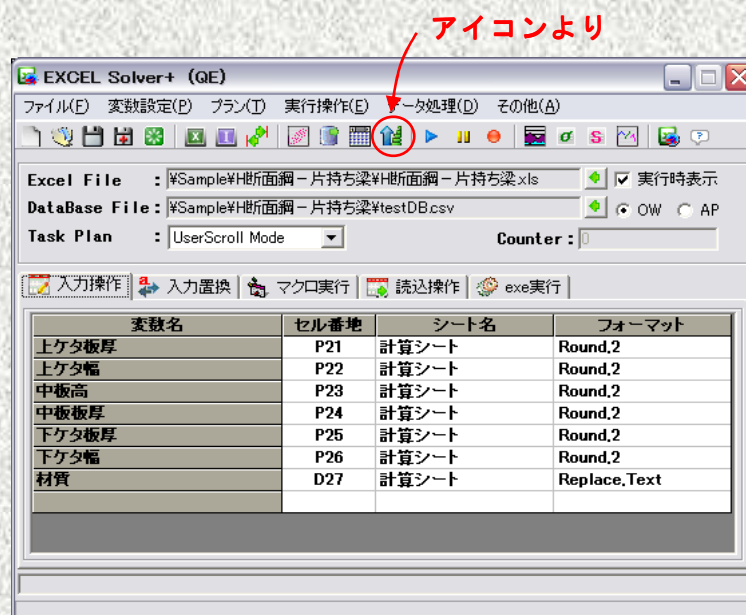 アイコンより
EXCEL Solver+ (QE)
ファイル(F) 変数設定(P) プラン(T) 実行操作(E) データ処理(D) その他(A)
Excel File : ¥Sample¥H断面鋼－片持ち梁¥H断面鋼－片持ち梁.xls 実行時表示
DataBase File : ¥Sample¥H断面鋼－片持ち梁¥testDB.csv OW AP
Task Plan : UserScroll Mode Counter : 0
入力操作 入力置換 マクロ実行 読込操作 exe実行
変数名 セル番地 シート名 フォーマット
上ケタ板厚 P21 計算シート Round,2
上ケタ幅 P22 計算シート Round,2
中板高 P23 計算シート Round,2
中板板厚 P24 計算シート Round,2
下ケタ板厚 P25 計算シート Round,2
下ケタ幅 P26 計算シート Round,2
材質 D27 計算シート Replace,Text